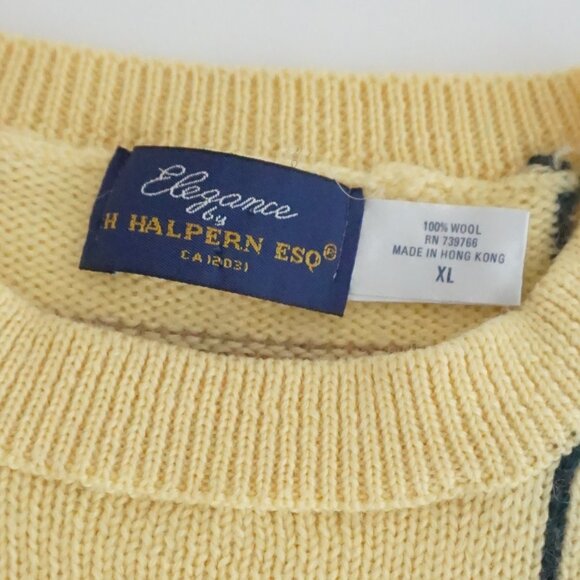 Elegance
by
H HALPERN ESQ®
CA 12031
100% WOOL
RN 739766
MADE IN HONG KONG
XL